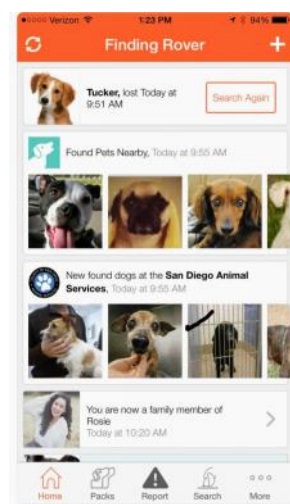 Verizon 1:23 PM 94%
Finding Rover
Tucker, lost Today at
9:51 AM
Search Again
Found Pets Nearby, Today at 9:55 AM
New found dogs at the San Diego Animal
Services, Today at 9:55 AM
You are now a family member of
Rosie
Today at 10:20 AM
Home Packs Report Search More